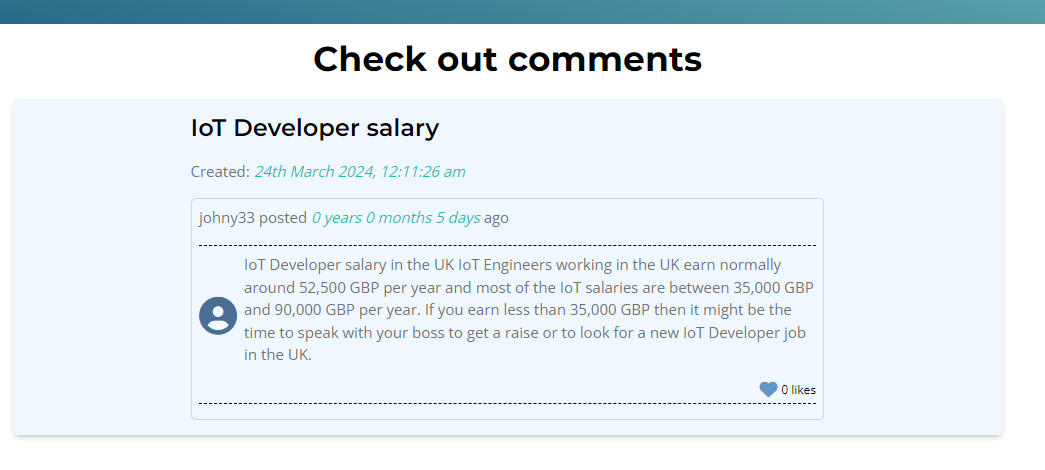 Check out comments
IoT Developer salary
Created: 24th March 2024, 12:11:26 am
johny33 posted 0 years 0 months 5 days ago
IoT Developer salary in the UK IoT Engineers working in the UK earn normally
around 52,500 GBP per year and most of the IoT salaries are between 35,000 GBP
and 90,000 GBP per year. If you earn less than 35,000 GBP then it might be the
time to speak with your boss to get a raise or to look for a new IoT Developer job
in the UK.
0 likes